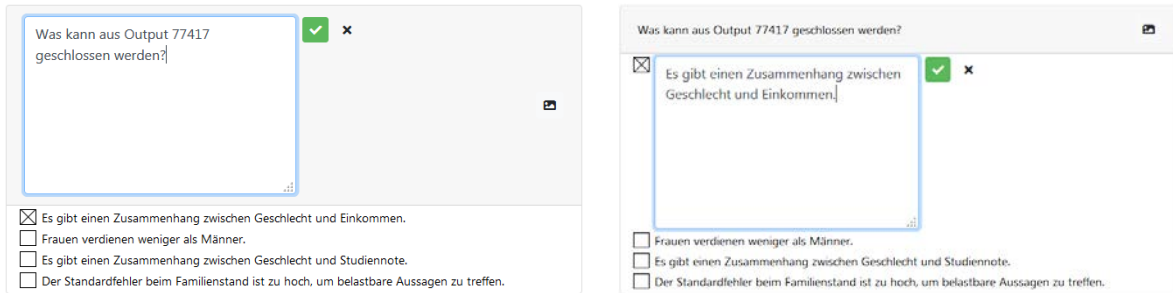 Was kann aus Output 77417
geschlossen werden?
Es gibt einen Zusammenhang zwischen Geschlecht und Einkommen.
Frauen verdienen weniger als Männer.
Es gibt einen Zusammenhang zwischen Geschlecht und Studiennote.
Der Standardfehler beim Familienstand ist zu hoch, um belastbare Aussagen zu treffen.
Was kann aus Output 77417 geschlossen werden?
Es gibt einen Zusammenhang zwischen
Geschlecht und Einkommen.
Frauen verdienen weniger als Männer.
Es gibt einen Zusammenhang zwischen Geschlecht und Studiennote.
Der Standardfehler beim Familienstand ist zu hoch, um belastbare Aussagen zu treffen.